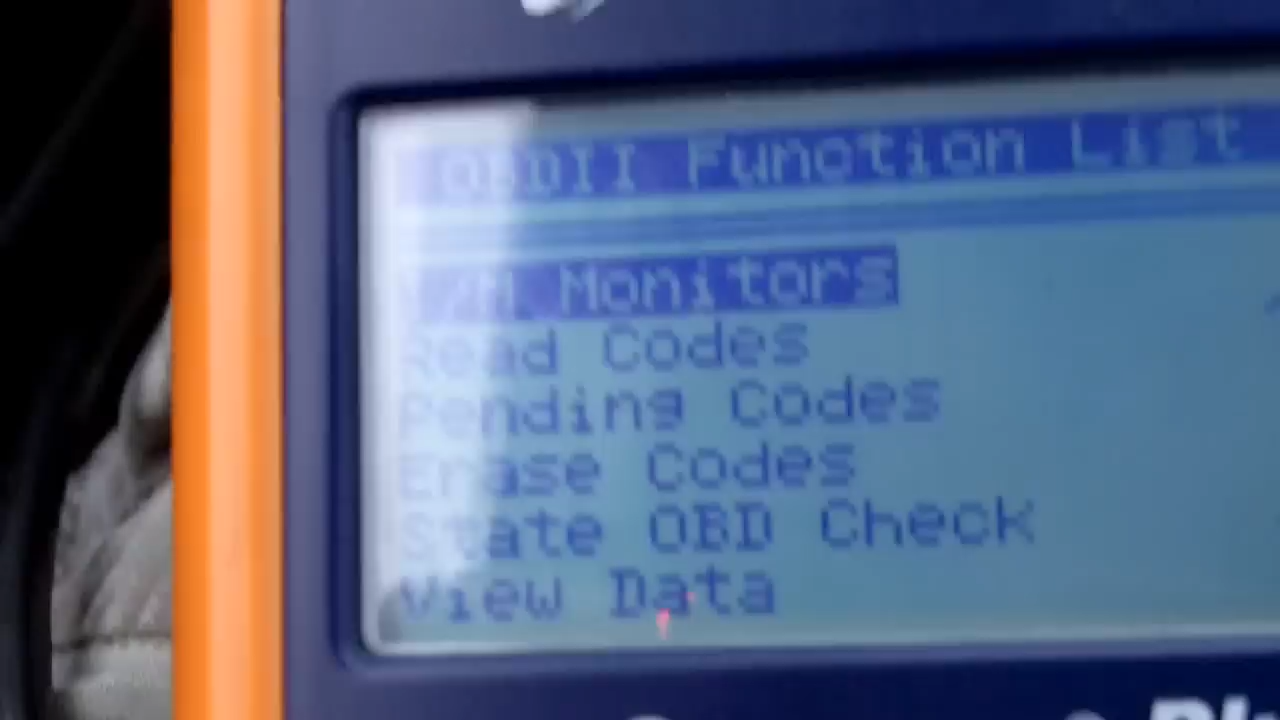 OBDII Function List
I/M Monitors
Read Codes
Pending Codes
Erase Codes
State OBD Check
View Data